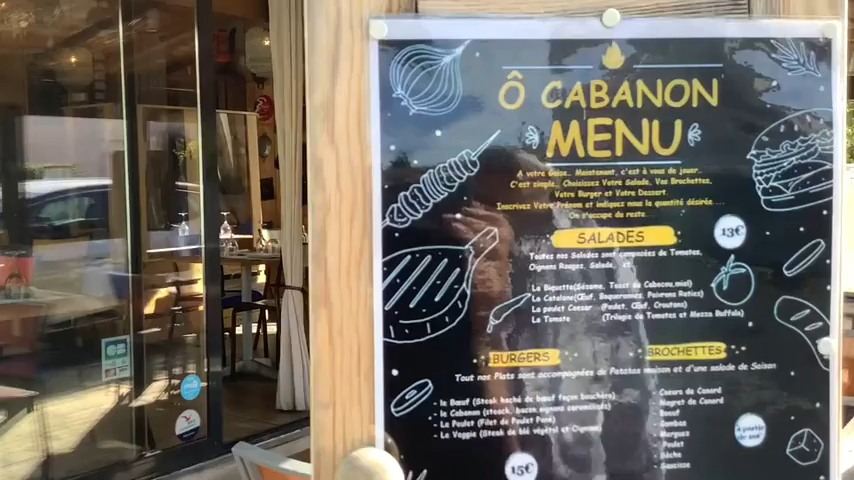 Ô CABANON
MENU
A votre Guise.. Maintenant, c'est à vous de jouer..
C'est simple.. Choisissez Votre Salade, Vos Brochettes,
Votre Burger et Votre Dessert.
Inscrivez Votre Prénom et indiquez nous la quantité désirée...
On s'occupe du reste.
SALADES
13€
Toutes nos Salades sont composées de Tomates,
Oignons Rouges, Salade, et
La Biquette(Sésame, Toast de Cabecou,miel)
La Catalane(Œuf, Boquerones, Poivrons Roties)
La poulet Caesar (Poulet, Œuf, Croutons)
La Tomate (Trilogie de Tomates et Mozza Buffala)
BURGERS
BROCHETTES
Tout nos Plats sont accompagnés de Patatas maison et d'une salade de Saison
- le Bœuf (Steak haché de bœuf façon bouchère)
- le Cabanon (steack, bacon oignons caramélisés)
- Le Poulet (Filet de Poulet Pané)
- Le Veggie (Steak de blé végétal et Oignons)
15€
- Coeurs de Canard
- Magret de Canard
- Boeuf
- Gambas
- Merguez
- Poulet
- Saucisse
à partir